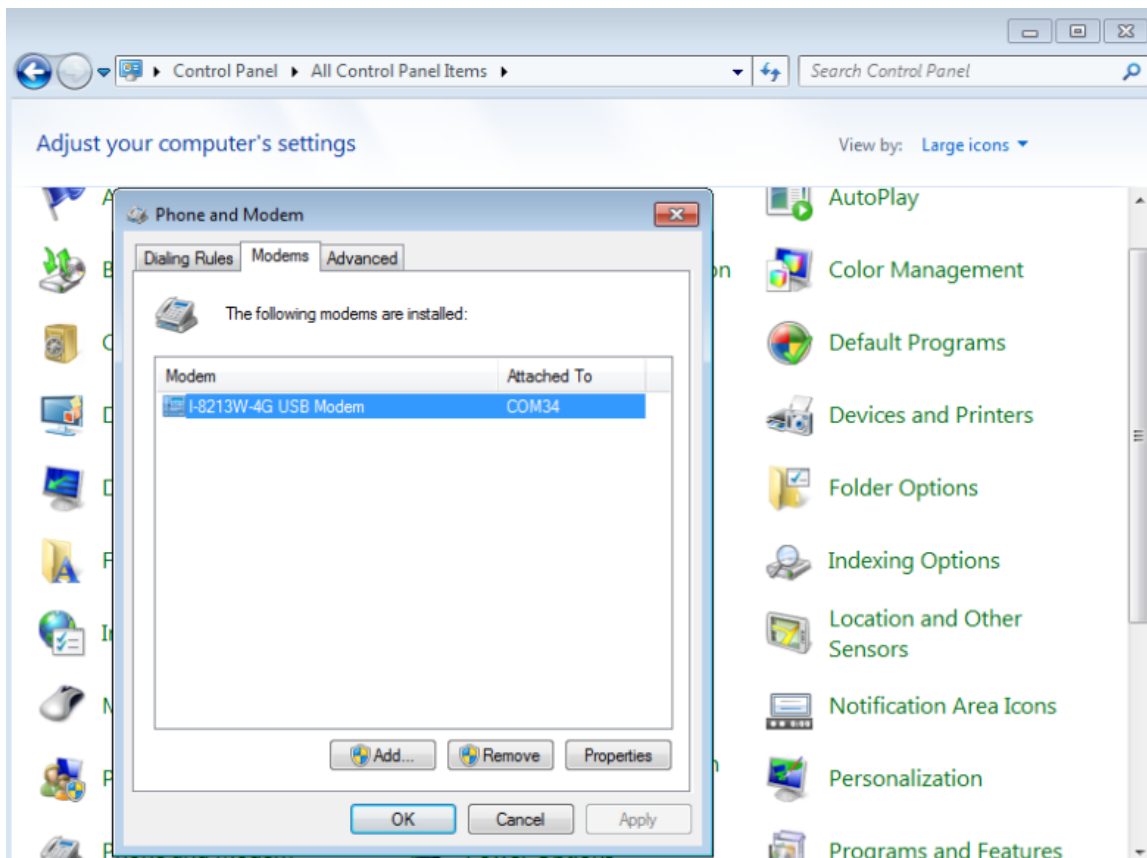 Control Panel
All Control Panel Items
Search Control Panel
Adjust your computer's settings
View by: Large icons
Phone and Modem
Dialing Rules
Modems
Advanced
The following modems are installed:
Modem
Attached To
I-8213W-4G USB Modem
COM34
Add...
Remove
Properties
OK
Cancel
Apply
AutoPlay
Color Management
Default Programs
Devices and Printers
Folder Options
Indexing Options
Location and Other
Sensors
Notification Area Icons
Personalization
Programs and Features